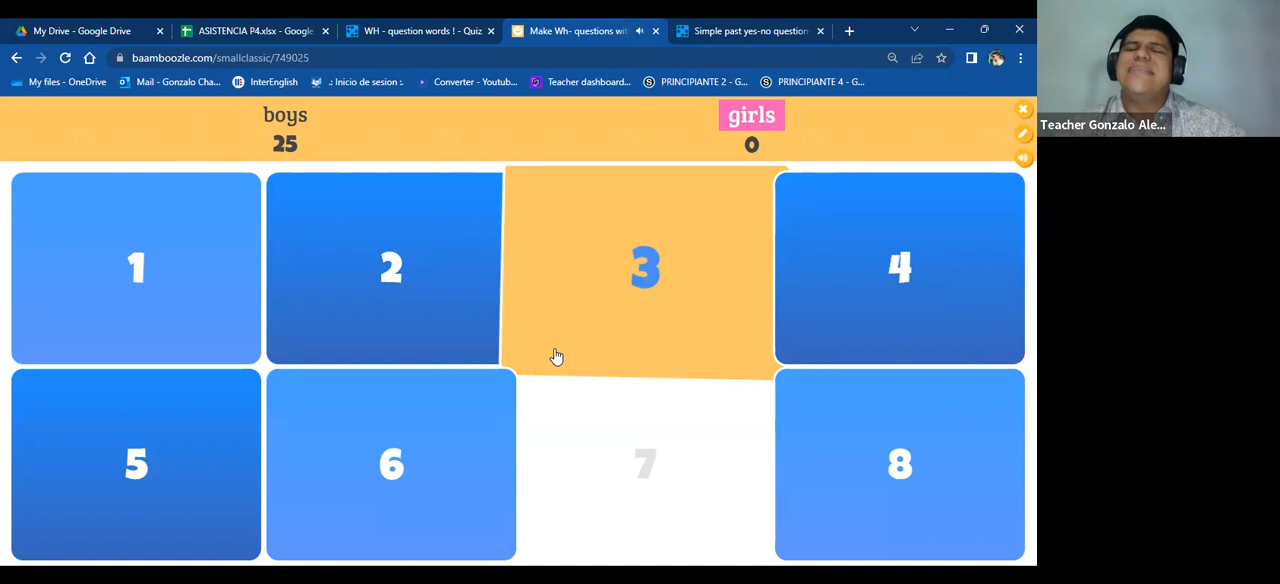 My Drive - Google Drive
ASISTENCIA P4.xlsx - Google
WH - question words ! - Quiz
Make Wh- questions wit
Simple past yes-no question
baamboozle.com/smallclassic/749025
My files - OneDrive
Mail - Gonzalo Cha...
InterEnglish
.: Inicio de sesion :.
Converter - Youtub...
Teacher dashboard...
PRINCIPIANTE 2 - G...
PRINCIPIANTE 4 - G...
boys
25
girls
0
Teacher Gonzalo Ale...
1
2
3
4
5
6
7
8